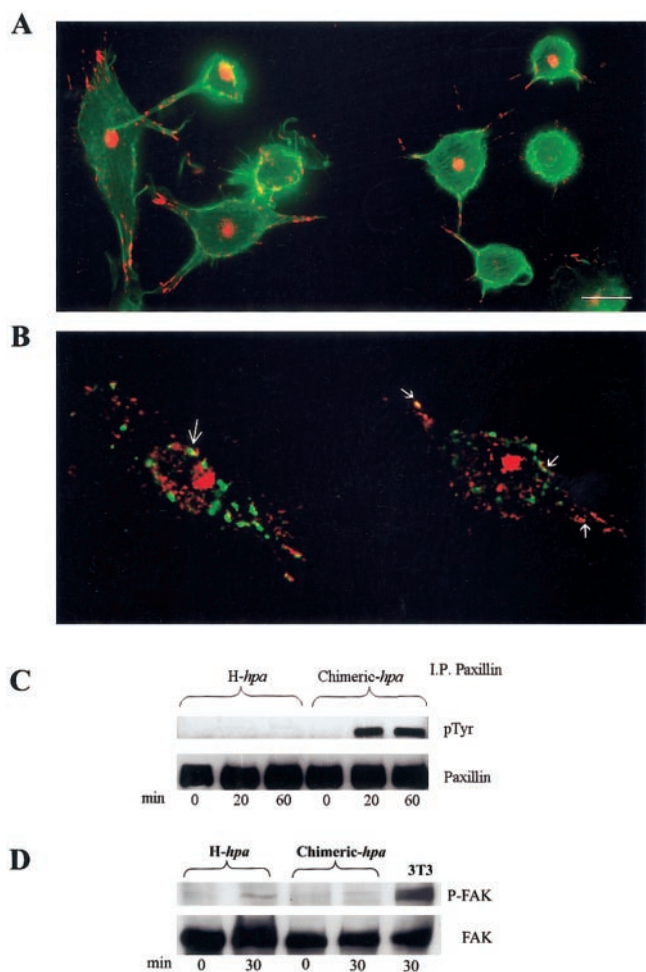 A
B
C
H-hpa Chimeric-hpa I.P. Paxillin
pTyr
Paxillin
min 0 20 60 0 20 60
D
H-hpa Chimeric-hpa 3T3
P-FAK
FAK
min 0 30 0 30 30